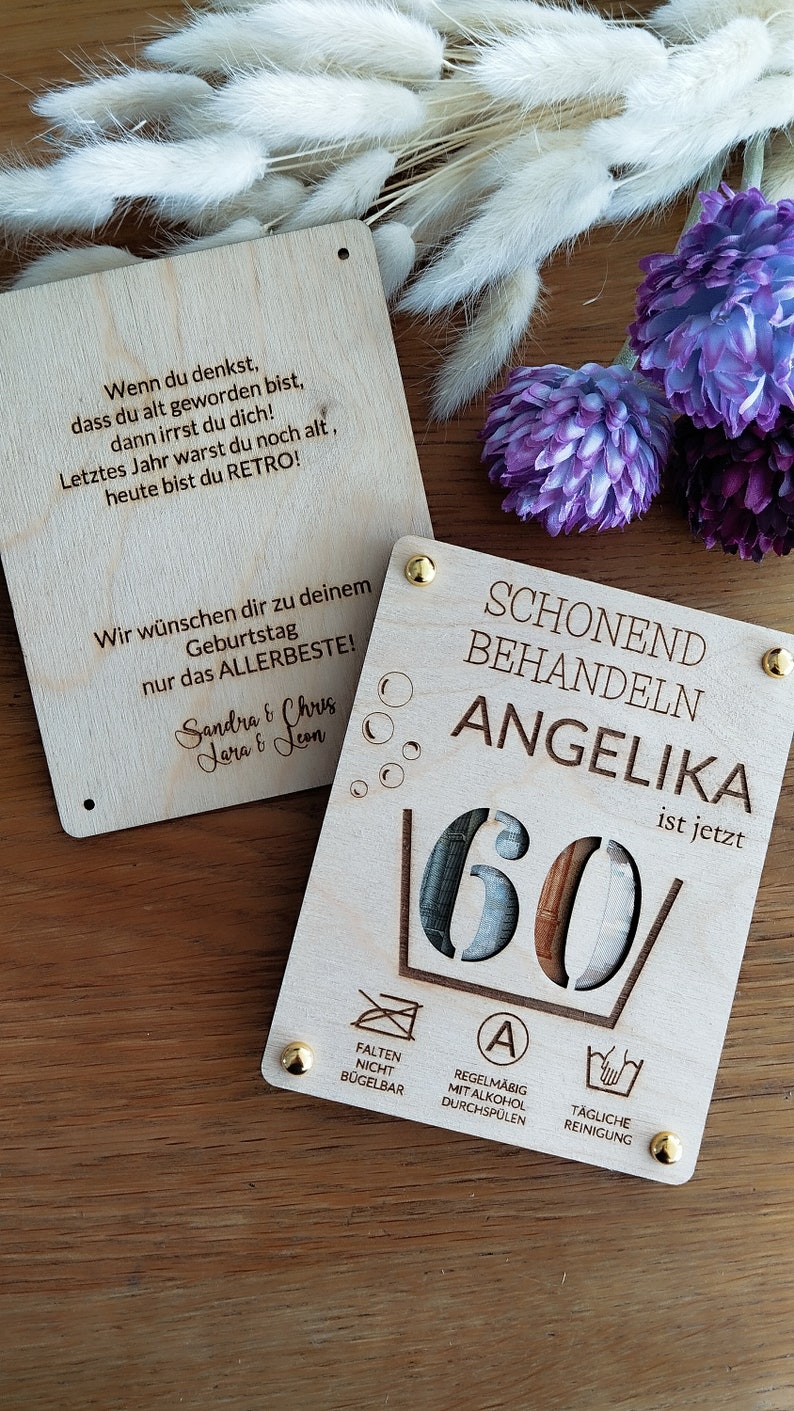 Wenn du denkst,
dass du alt geworden bist,
dann irrst du dich!
Letztes Jahr warst du noch alt ,
heute bist du RETRO!
Wir wünschen dir zu deinem
Geburtstag
nur das ALLERBESTE!
Sandra & Chris
Lara & Leon
SCHONEND
BEHANDELN
ANGELIKA
ist jetzt
60
FALTEN
NICHT
BÜGELBAR
A
REGELMÄßIG
MIT ALKOHOL
DURCHSPÜLEN
TÄGLICHE
REINIGUNG